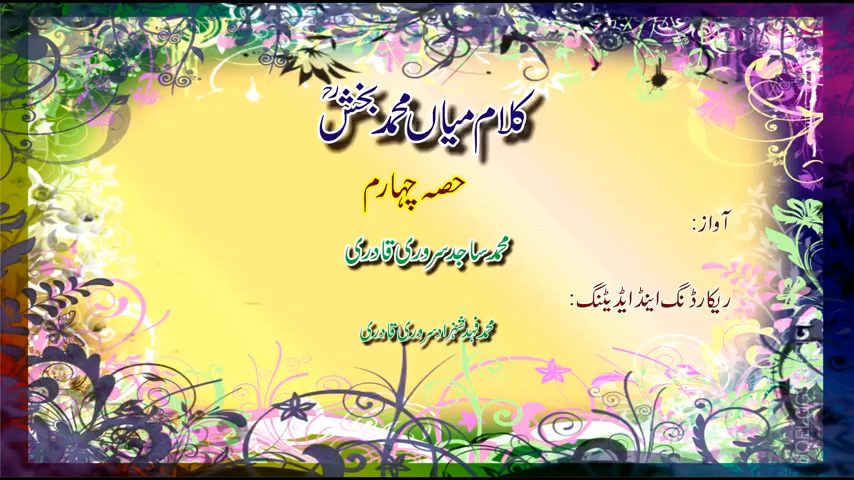 کلام میاں محمد بخشؒ
حصہ چہارم
آواز:
محمد ساجد سروری قادری
ریکارڈنگ اینڈ ایڈیٹنگ:
محمد فہد شہزاد سروری قادری